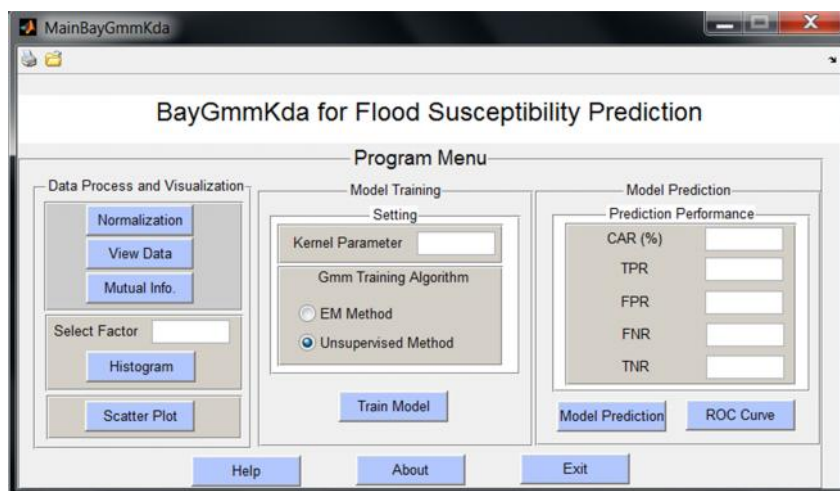 MainBayGmmKda
BayGmmKda for Flood Susceptibility Prediction
Program Menu
Data Process and Visualization
Normalization
View Data
Mutual Info.
Select Factor
Histogram
Scatter Plot
Model Training
Setting
Kernel Parameter
Gmm Training Algorithm
EM Method
Unsupervised Method
Train Model
Model Prediction
Prediction Performance
CAR (%)
TPR
FPR
FNR
TNR
Model Prediction
ROC Curve
Help
About
Exit